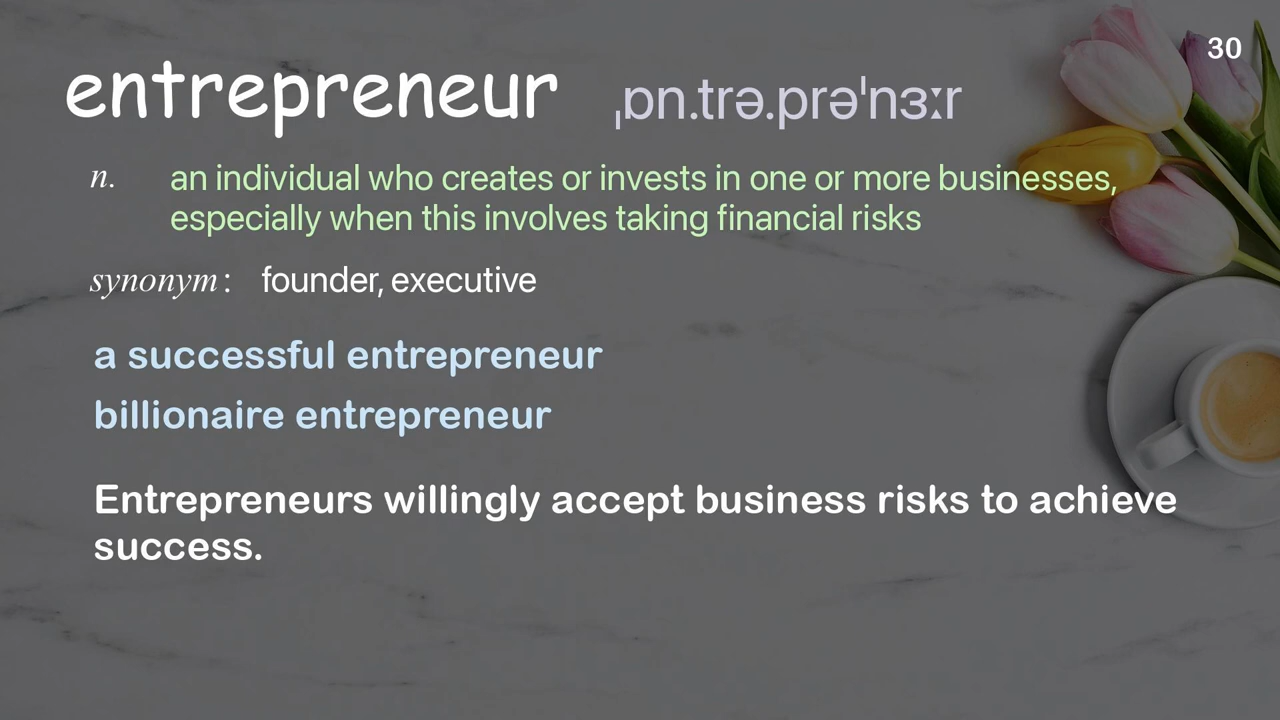 30
entrepreneur ˌɒn.trə.prəˈnɜːr
n. an individual who creates or invests in one or more businesses,
especially when this involves taking financial risks
synonym: founder, executive
a successful entrepreneur
billionaire entrepreneur
Entrepreneurs willingly accept business risks to achieve
success.